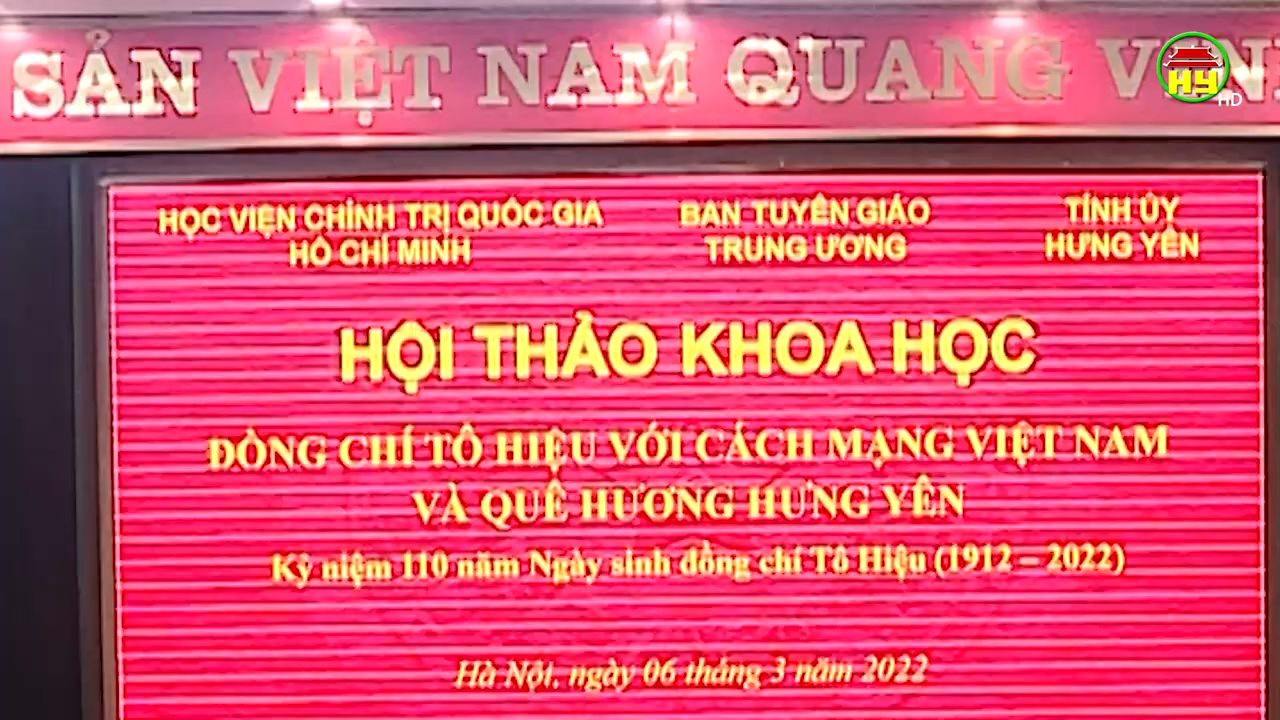 SẢN VIỆT NAM QUANG VINH
HY
HD
HỌC VIỆN CHÍNH TRỊ QUỐC GIA
HỒ CHÍ MINH
BAN TUYÊN GIÁO
TRUNG ƯƠNG
TỈNH ỦY
HƯNG YÊN
HỘI THẢO KHOA HỌC
ĐỒNG CHÍ TÔ HIỆU VỚI CÁCH MẠNG VIỆT NAM
VÀ QUÊ HƯƠNG HƯNG YÊN
Kỷ niệm 110 năm Ngày sinh đồng chí Tô Hiệu (1912 – 2022)
Hà Nội, ngày 06 tháng 3 năm 2022